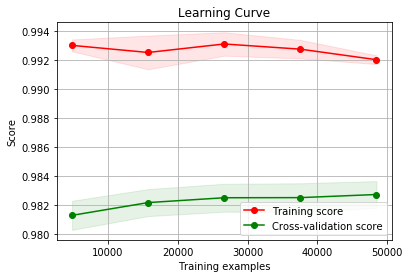 Learning Curve
0.994
0.992
0.990
0.988
0.986
0.984
0.982
0.980
Score
Training score
Cross-validation score
10000 20000 30000 40000 50000
Training examples